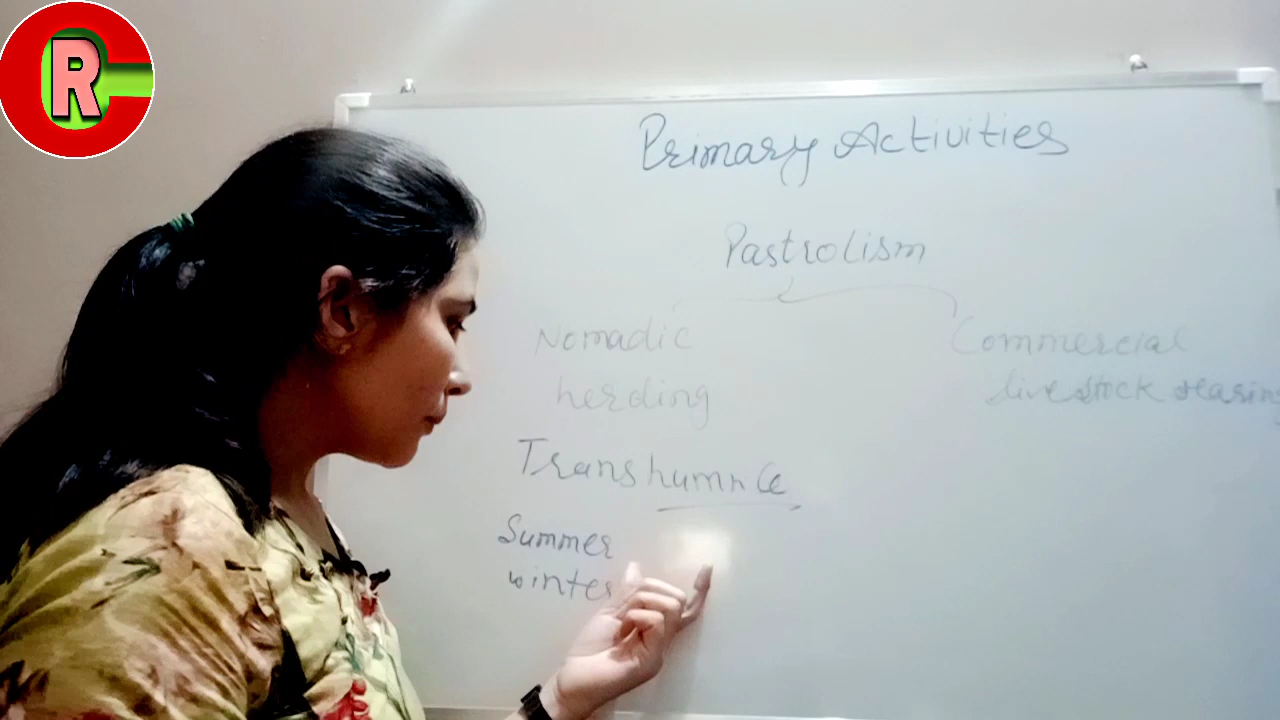 R
Primary Activities
Pastrolism
Nomadic
herding
Commercial
livestock rearing
Transhumnce
Summer
winter